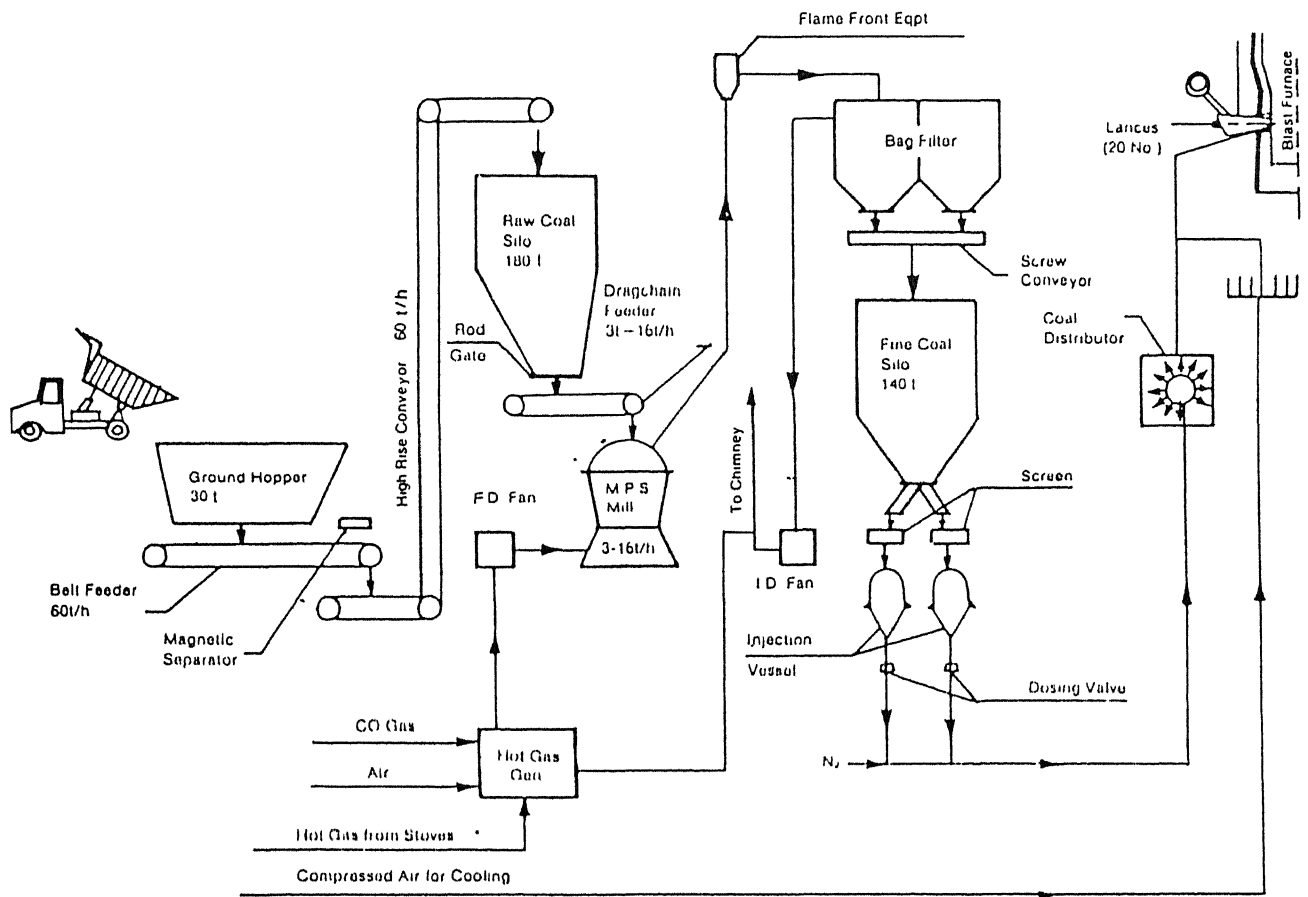 Flame Front Eqpt
Lances
(20 No)
Blast Furnace
Bag Filter
Raw Coal
Silo
180 t
Screw
Conveyor
High Rise Conveyor 60 t/h
Dragchain
Feeder
3t – 16t/h
Rod
Gate
Coal
Distributor
Fine Coal
Silo
140 t
Ground Hopper
30 t
To Chimney
Screen
F D Fan
M P S
Mill
3-16t/h
Belt Feeder
60t/h
I D Fan
Magnetic
Separator
Injection
Vessel
Dosing Valve
CO Gas
Hot Gas
Gen
N₂
Air
Hot Gas from Stoves
Compressed Air for Cooling